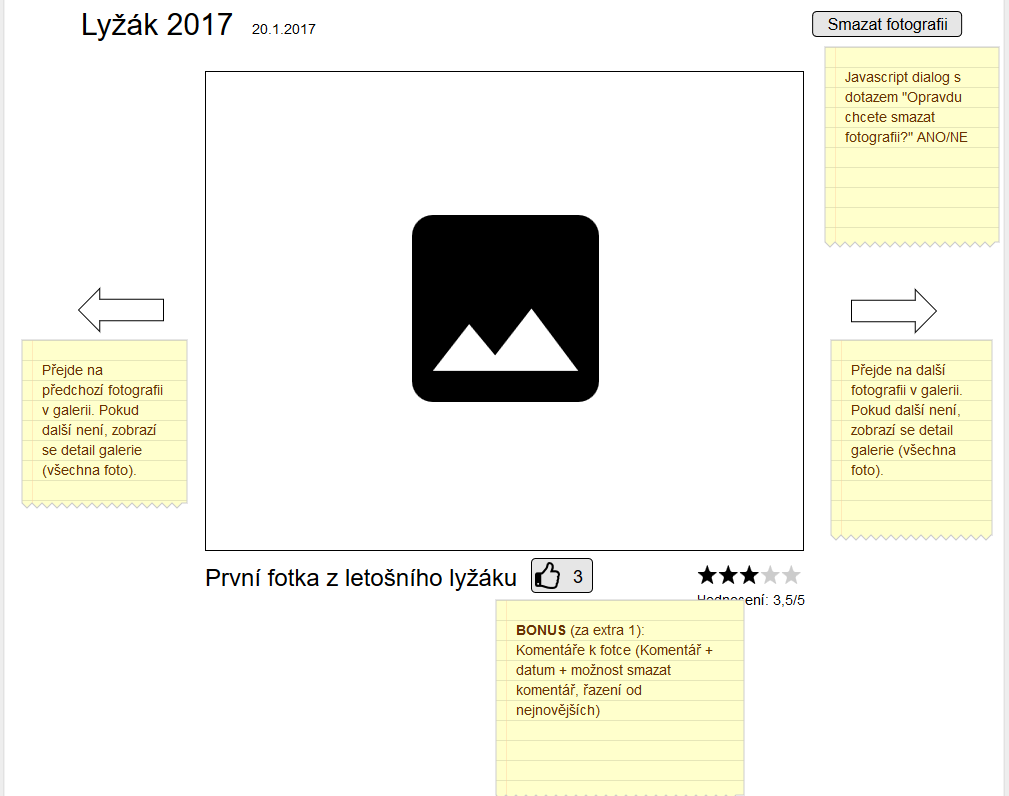 Lyžák 2017 20.1.2017
Smazat fotografii
Javascript dialog s
dotazem "Opravdu
chcete smazat
fotografii?" ANO/NE
Přejde na
předchozí fotografii
v galerii. Pokud
další není, zobrazí
se detail galerie
(všechna foto).
Přejde na další
fotografii v galerii.
Pokud další není,
zobrazí se detail
galerie (všechna
foto).
První fotka z letošního lyžáku
3
Hodnocení: 3,5/5
BONUS (za extra 1):
Komentáře k fotce (Komentář +
datum + možnost smazat
komentář, řazení od
nejnovějších)